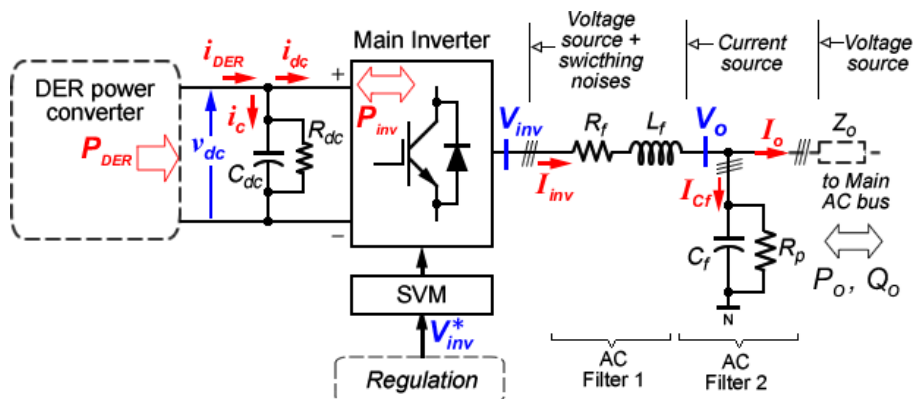 DER power
converter
P_DER
i_DER
i_dc
i_c
v_dc
R_dc
C_dc
+
−
Main Inverter
P_inv
SVM
V*_inv
Regulation
Voltage
source +
swicthing
noises
Current
source
Voltage
source
V_inv
R_f
L_f
V_o
I_o
Z_o
I_inv
I_Cf
to Main
AC bus
C_f
R_p
P_o, Q_o
N
AC
Filter 1
AC
Filter 2